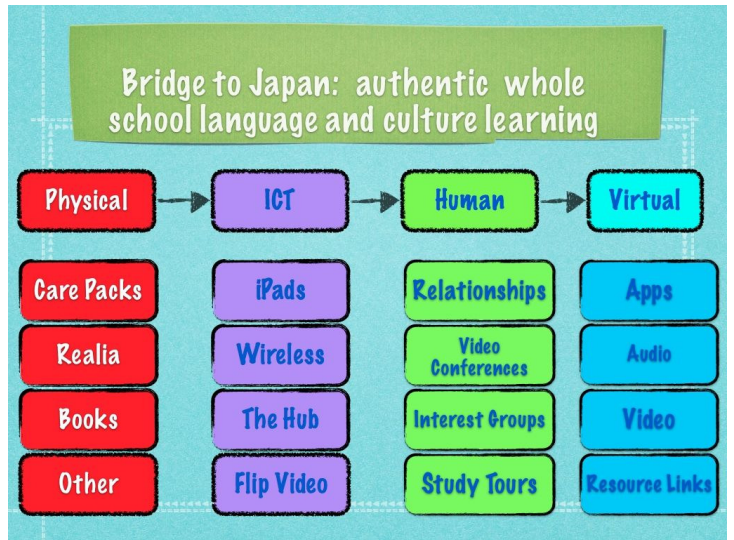 Bridge to Japan: authentic whole
school language and culture learning
Physical
ICT
Human
Virtual
Care Packs
iPads
Relationships
Apps
Realia
Wireless
Video
Conferences
Audio
Books
The Hub
Interest Groups
Video
Other
Flip Video
Study Tours
Resource Links